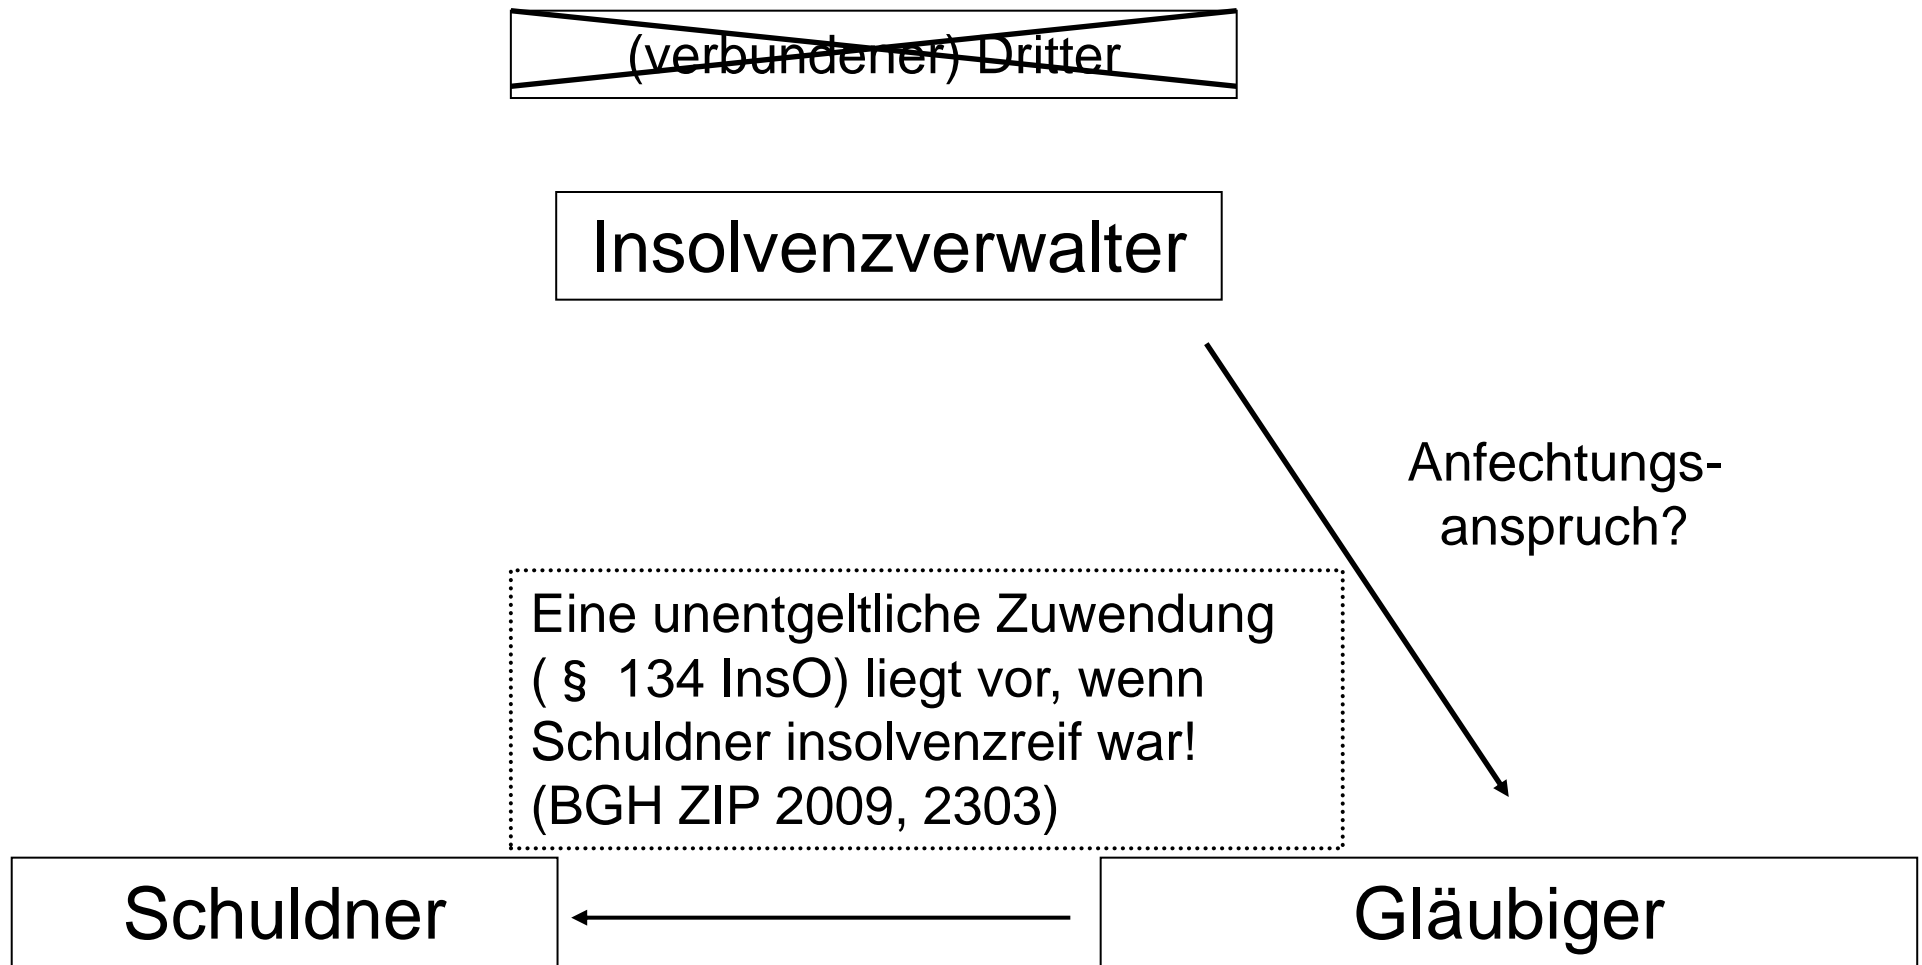 (verbundener) Dritter
Insolvenzverwalter
Anfechtungs-
anspruch?
Eine unentgeltliche Zuwendung
( § 134 InsO) liegt vor, wenn
Schuldner insolvenzreif war!
(BGH ZIP 2009, 2303)
Schuldner
Gläubiger